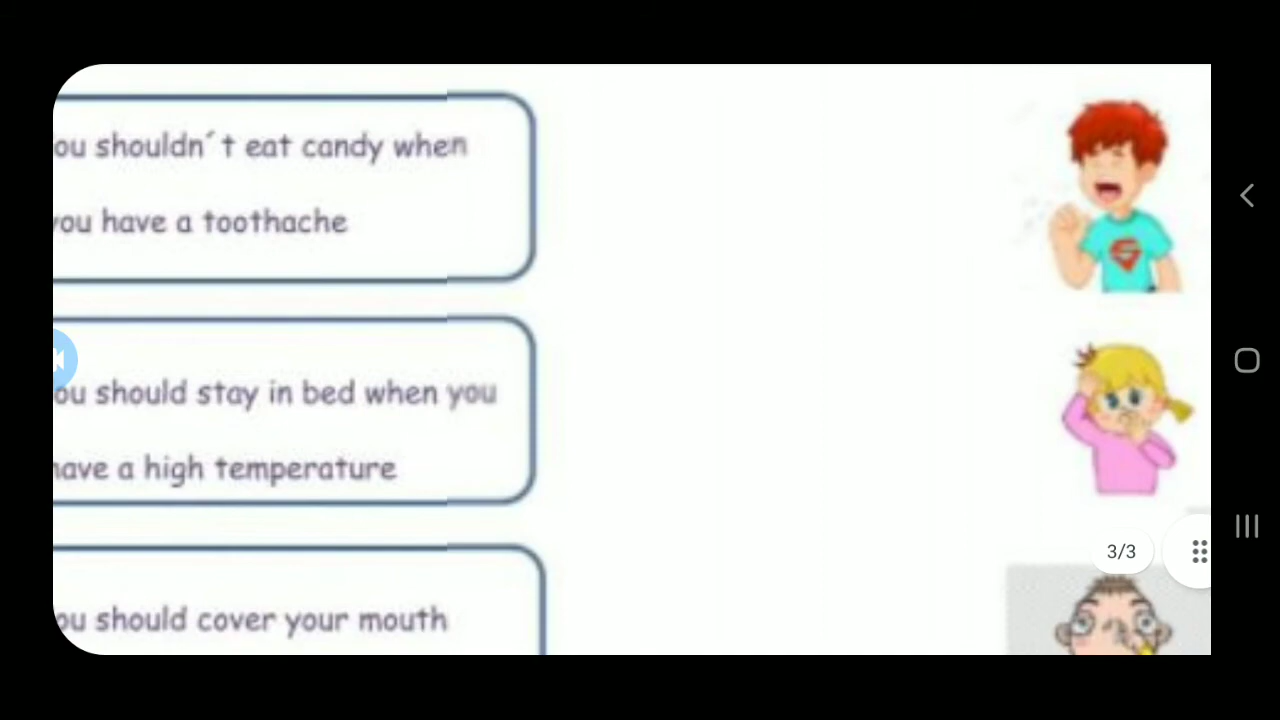 ou shouldn´t eat candy when
you have a toothache
ou should stay in bed when you
have a high temperature
3/3
ou should cover your mouth